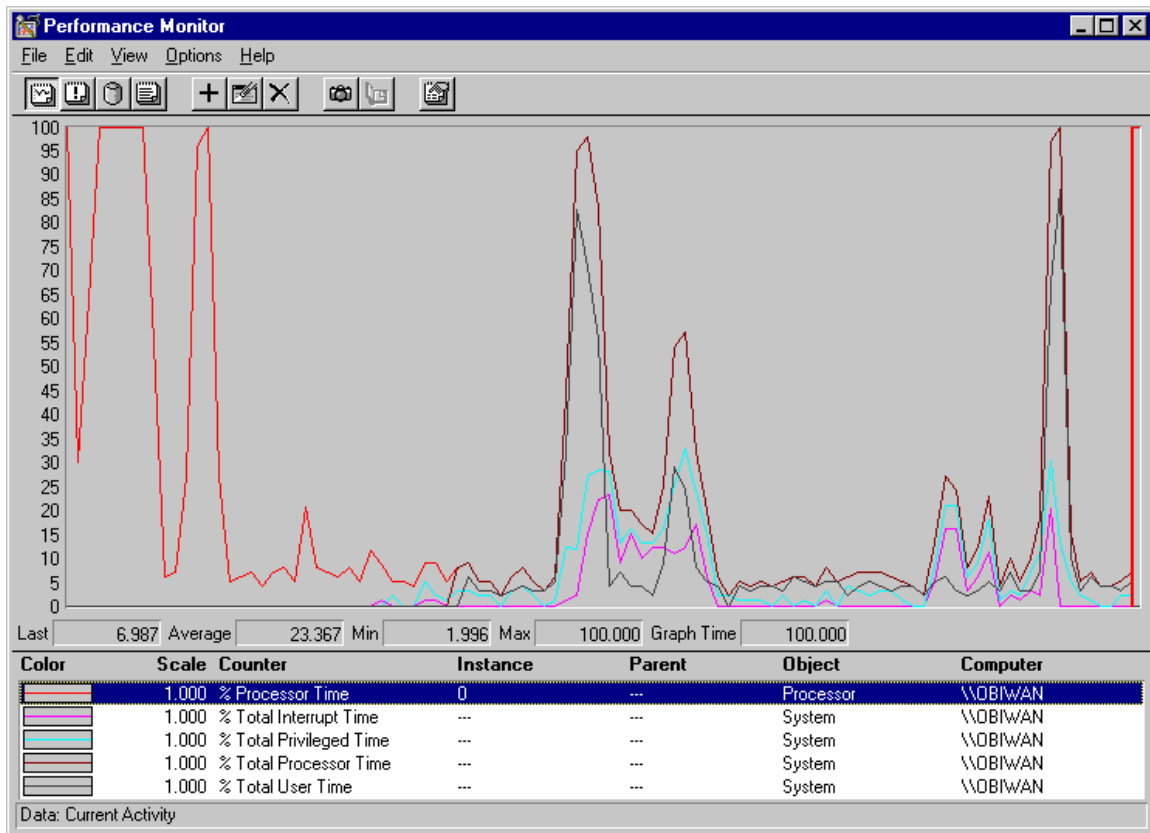 Performance Monitor
File Edit View Options Help
100
95
90
85
80
75
70
65
60
55
50
45
40
35
30
25
20
15
10
5
0
Last 6.987 Average 23.367 Min 1.996 Max 100.000 Graph Time 100.000
Color Scale Counter Instance Parent Object Computer
1.000 % Processor Time 0 --- Processor \\OBIWAN
1.000 % Total Interrupt Time --- --- System \\OBIWAN
1.000 % Total Privileged Time --- --- System \\OBIWAN
1.000 % Total Processor Time --- --- System \\OBIWAN
1.000 % Total User Time --- --- System \\OBIWAN
Data: Current Activity